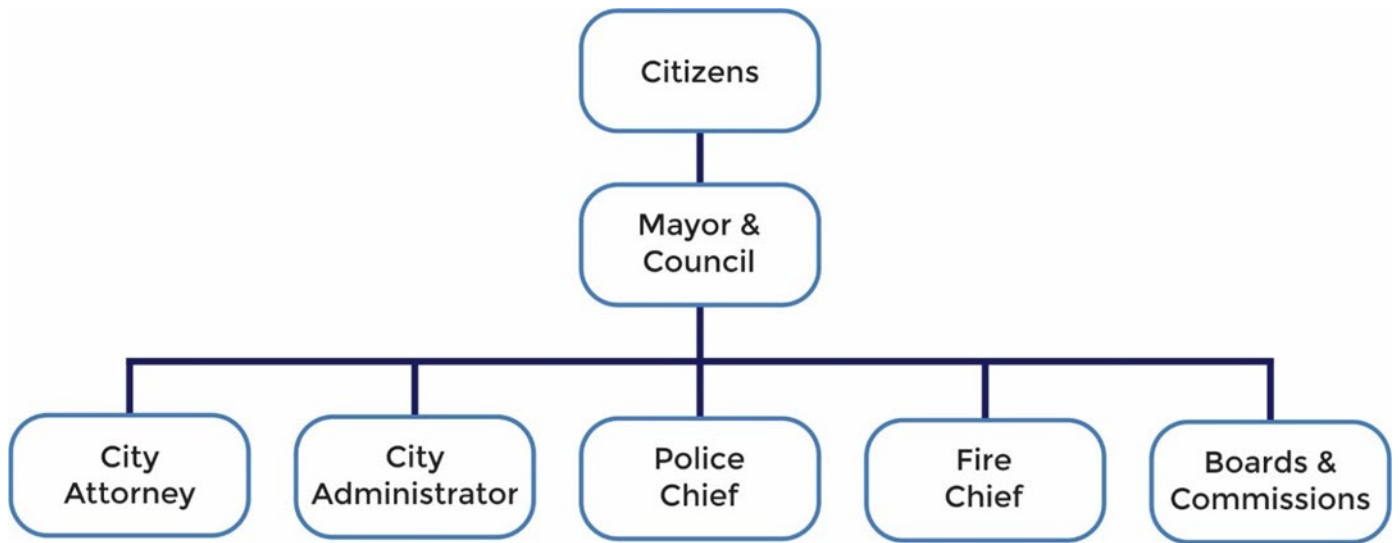 Citizens
Mayor &
Council
City
Attorney
City
Administrator
Police
Chief
Fire
Chief
Boards &
Commissions